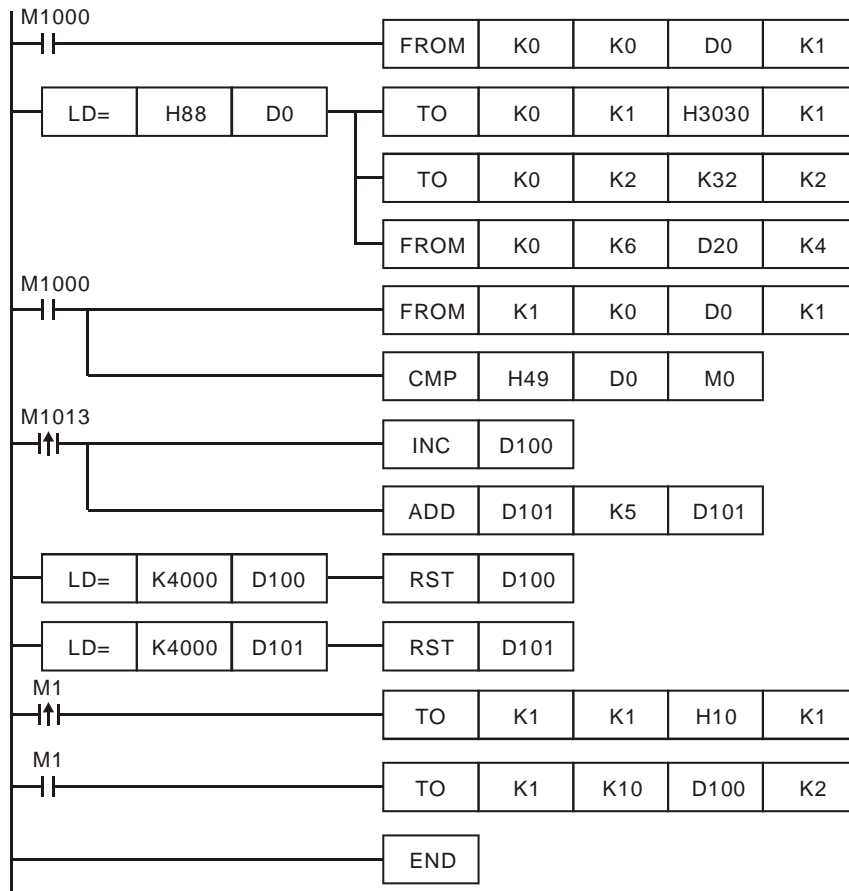 M1000
FROM K0 K0 D0 K1
LD= H88 D0 TO K0 K1 H3030 K1
TO K0 K2 K32 K2
FROM K0 K6 D20 K4
M1000
FROM K1 K0 D0 K1
CMP H49 D0 M0
M1013
INC D100
ADD D101 K5 D101
LD= K4000 D100 RST D100
LD= K4000 D101 RST D101
M1
TO K1 K1 H10 K1
M1
TO K1 K10 D100 K2
END